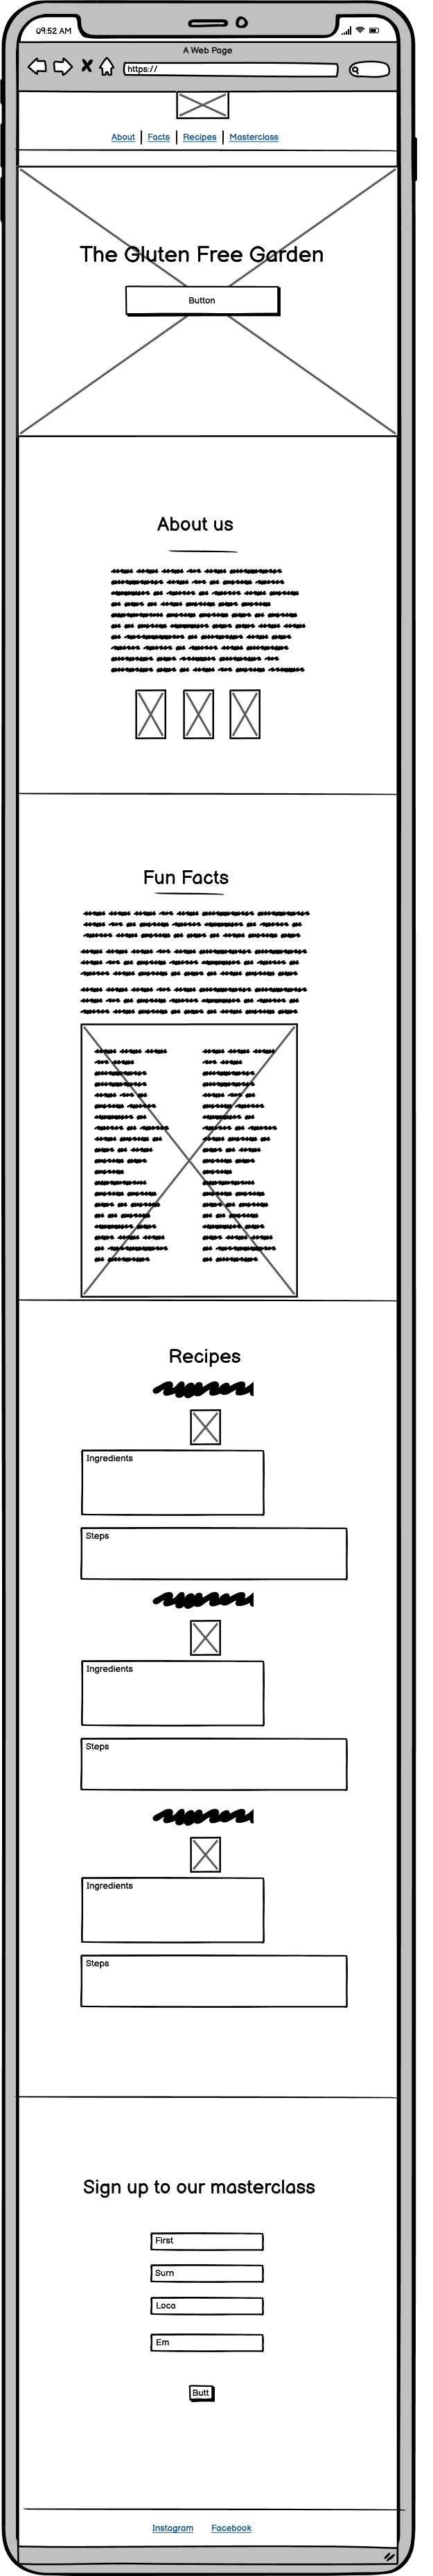 09:52 AM
A Web Page
https://
About | Facts | Recipes | Masterclass
The Gluten Free Garden
Button
About us
Fun Facts
Recipes
Ingredients
Steps
Ingredients
Steps
Ingredients
Steps
Sign up to our masterclass
First
Surn
Loca
Em
Butt
Instagram Facebook